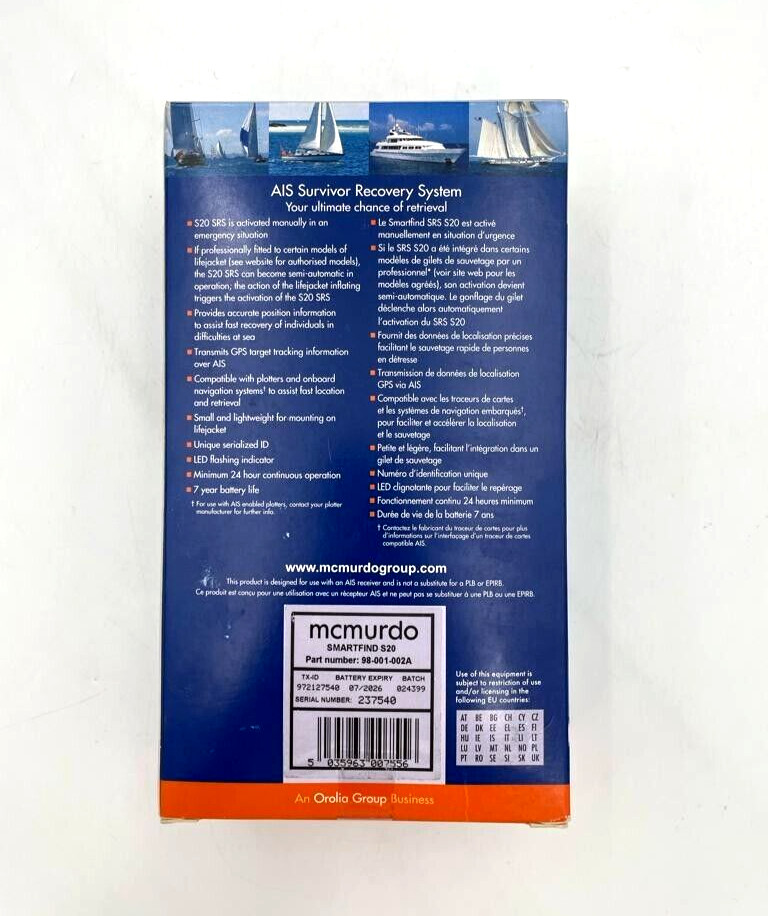 AIS Survivor Recovery System
Your ultimate chance of retrieval
S20 SRS is activated manually in an
emergency situation
If professionally fitted to certain models of
lifejacket (see website for authorised models),
the S20 SRS can become semi-automatic in
operation; the action of the lifejacket inflating
triggers the activation of the S20 SRS
Provides accurate position information
to assist fast recovery of individuals in
difficulties at sea
Transmits GPS target tracking information
over AIS
Compatible with plotters and onboard
navigation systems† to assist fast location
and retrieval
Small and lightweight for mounting on
lifejacket
Unique serialized ID
LED flashing indicator
Minimum 24 hour continuous operation
7 year battery life
† For use with AIS enabled plotters, contact your plotter
manufacturer for further info.
Le Smartfind SRS S20 est activé
manuellement en situation d'urgence
Si le SRS S20 a été intégré dans certains
modèles de gilets de sauvetage par un
professionnel* (voir site web pour les
modèles agréés), son activation devient
semi-automatique. Le gonflage du gilet
déclenche alors automatiquement
l'activation du SRS S20
Fournit des données de localisation précises
facilitant le sauvetage rapide de personnes
en détresse
Transmission de données de localisation
GPS via AIS
Compatible avec les traceurs de cartes
et les systèmes de navigation embarqués†,
pour faciliter et accélérer la localisation
et le sauvetage
Petite et légère, facilitant l'intégration dans un
gilet de sauvetage
Numéro d'identification unique
LED clignotante pour faciliter le repérage
Fonctionnement continu 24 heures minimum
Durée de vie de la batterie 7 ans
† Contactez le fabricant du traceur de cartes pour plus
d'informations sur l'interfaçage d'un traceur de cartes
compatible AIS.
www.mcmurdogroup.com
This product is designed for use with an AIS receiver and is not a substitute for a PLB or EPIRB.
Ce produit est conçu pour une utilisation avec un récepteur AIS et ne peut pas se substituer à une PLB ou une EPIRB.
mcmurdo
SMARTFIND S20
Part number: 98-001-002A
TX-ID BATTERY EXPIRY BATCH
972127540 07/2026 024399
SERIAL NUMBER: 237540
5 035963 007556
Use of this equipment is
subject to restriction of use
and/or licensing in the
following EU countries:
AT BE BG CH CY CZ
DE DK EE EL ES FI
HU IE IS IT LI LT
LU LV MT NL NO PL
PT RO SE SI SK UK
An Orolia Group Business